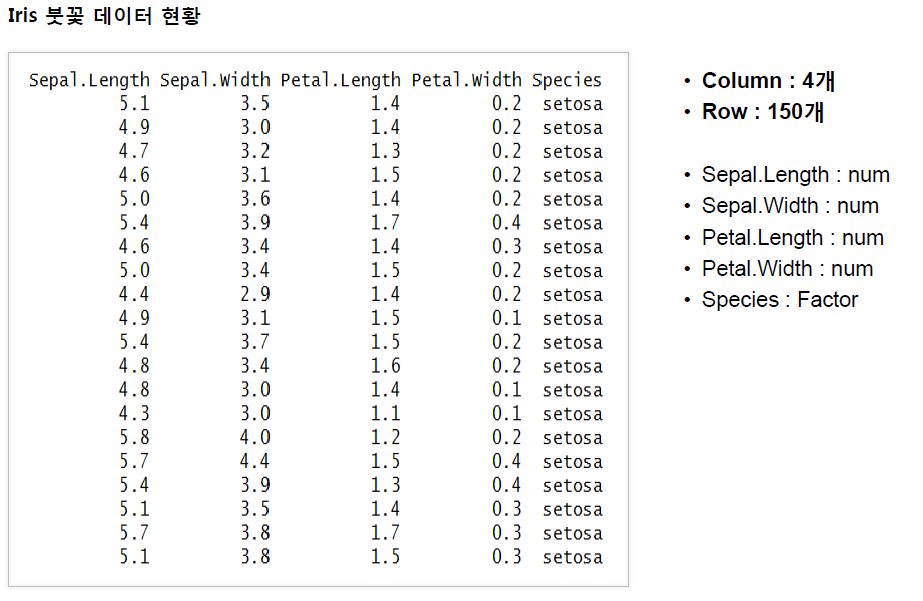 Iris 붓꽃 데이터 현황
Sepal.Length Sepal.Width Petal.Length Petal.Width Species
5.1 3.5 1.4 0.2 setosa
4.9 3.0 1.4 0.2 setosa
4.7 3.2 1.3 0.2 setosa
4.6 3.1 1.5 0.2 setosa
5.0 3.6 1.4 0.2 setosa
5.4 3.9 1.7 0.4 setosa
4.6 3.4 1.4 0.3 setosa
5.0 3.4 1.5 0.2 setosa
4.4 2.9 1.4 0.2 setosa
4.9 3.1 1.5 0.1 setosa
5.4 3.7 1.5 0.2 setosa
4.8 3.4 1.6 0.2 setosa
4.8 3.0 1.4 0.1 setosa
4.3 3.0 1.1 0.1 setosa
5.8 4.0 1.2 0.2 setosa
5.7 4.4 1.5 0.4 setosa
5.4 3.9 1.3 0.4 setosa
5.1 3.5 1.4 0.3 setosa
5.7 3.8 1.7 0.3 setosa
5.1 3.8 1.5 0.3 setosa
• Column : 4개
• Row : 150개
• Sepal.Length : num
• Sepal.Width : num
• Petal.Length : num
• Petal.Width : num
• Species : Factor